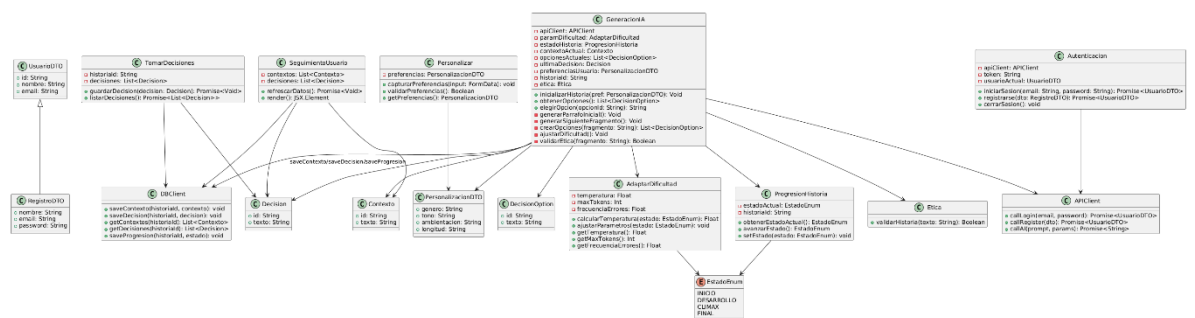 GeneracionIA
apiClient: APIClient
paramDificultad: AdaptarDificultad
estadoHistoria: ProgresionHistoria
contextoActual: Contexto
opcionesActuales: List<DecisionOption>
ultimaDecision: Decision
preferenciasUsuario: PersonalizacionDTO
historiaId: String
etica: Etica
inicializarHistoria(pref: PersonalizacionDTO): Void
obtenerOpciones(): List<DecisionOption>
elegirOpcion(opcionId: String): String
generarParrafoInicial(): Void
generarSiguienteFragmento(): Void
crearOpciones(fragmento: String): List<DecisionOption>
ajustarDificultad(): Void
validarEtica(fragmento: String): Boolean
UsuarioDTO
id: String
nombre: String
email: String
TomarDecisiones
historiaId: String
decisiones: List<Decision>
guardarDecision(decision: Decision): Promise<Void>
listarDecisiones(): Promise<List<Decision>>
SeguimientoUsuario
contextos: List<Contexto>
decisiones: List<Decision>
refrescarDatos(): Promise<Void>
render(): JSX.Element
Personalizar
preferencias: PersonalizacionDTO
capturarPreferencias(input: FormData): void
validarPreferencias(): Boolean
getPreferencias(): PersonalizacionDTO
Autenticacion
apiClient: APIClient
token: String
usuarioActual: UsuarioDTO
iniciarSesion(email: String, password: String): Promise<UsuarioDTO>
registrarse(dto: RegistroDTO): Promise<UsuarioDTO>
cerrarSesion(): void
saveContexto/saveDecision/saveProgresion
RegistroDTO
nombre: String
email: String
password: String
DBClient
saveContexto(historiaId, contexto): void
saveDecision(historiaId, decision): void
getContextos(historiaId): List<Contexto>
getDecisiones(historiaId): List<Decision>
saveProgresion(historiaId, estado): void
Decision
id: String
texto: String
Contexto
id: String
texto: String
PersonalizacionDTO
genero: String
tono: String
ambientacion: String
longitud: String
DecisionOption
id: String
texto: String
AdaptarDificultad
temperatura: Float
maxTokens: Int
frecuenciaErrores: Float
calcularTemperatura(estado: EstadoEnum): Float
ajustarParametros(estado: EstadoEnum): void
getTemperatura(): Float
getMaxTokens(): Int
getFrecuenciaErrores(): Float
ProgresionHistoria
estadoActual: EstadoEnum
historiaId: String
obtenerEstadoActual(): EstadoEnum
avanzarEstado(): EstadoEnum
setEstado(estado: EstadoEnum): void
Etica
validarHistoria(texto: String): Boolean
APIClient
callLogin(email, password): Promise<UsuarioDTO>
callRegister(dto): Promise<UsuarioDTO>
callAI(prompt, params): Promise<String>
EstadoEnum
INICIO
DESARROLLO
CLIMAX
FINAL